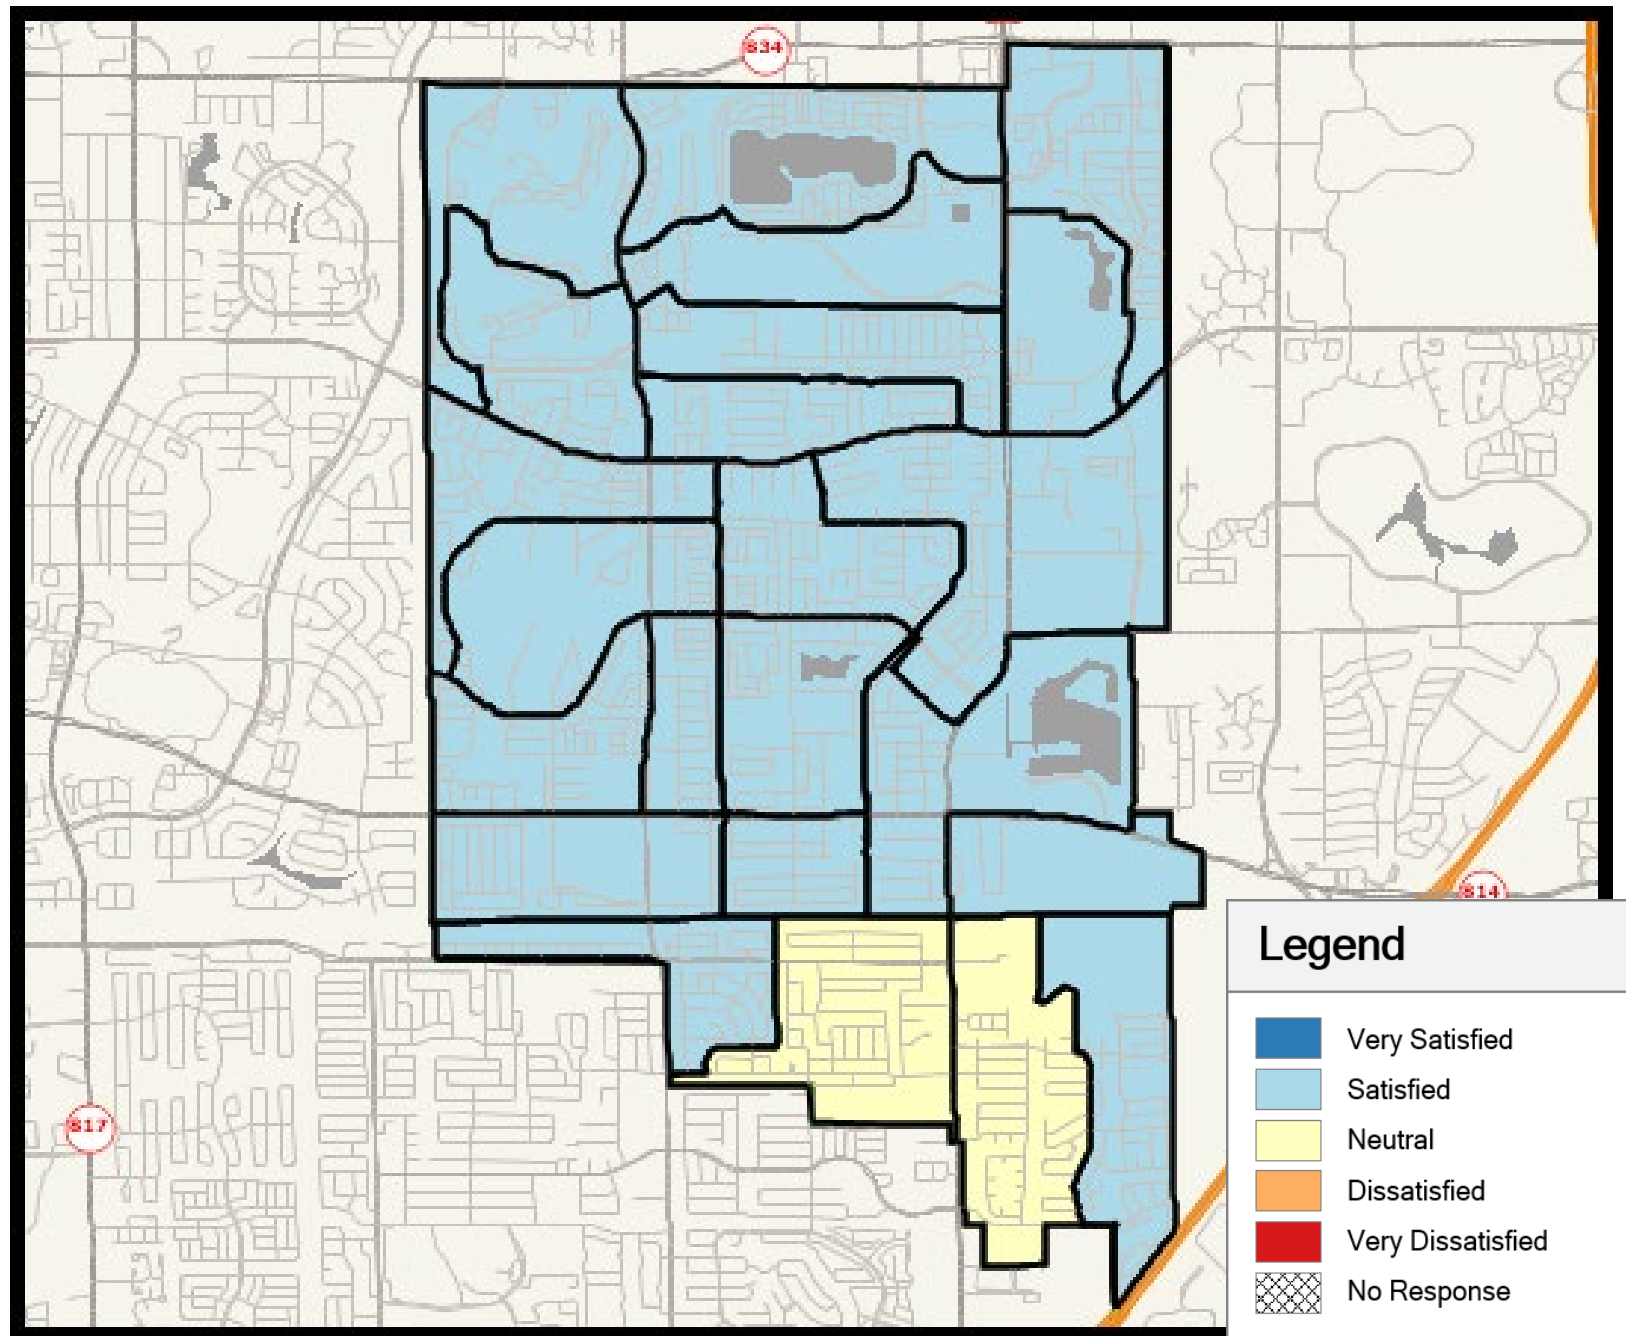 834
814
Legend
Very Satisfied
Satisfied
Neutral
Dissatisfied
Very Dissatisfied
No Response
817